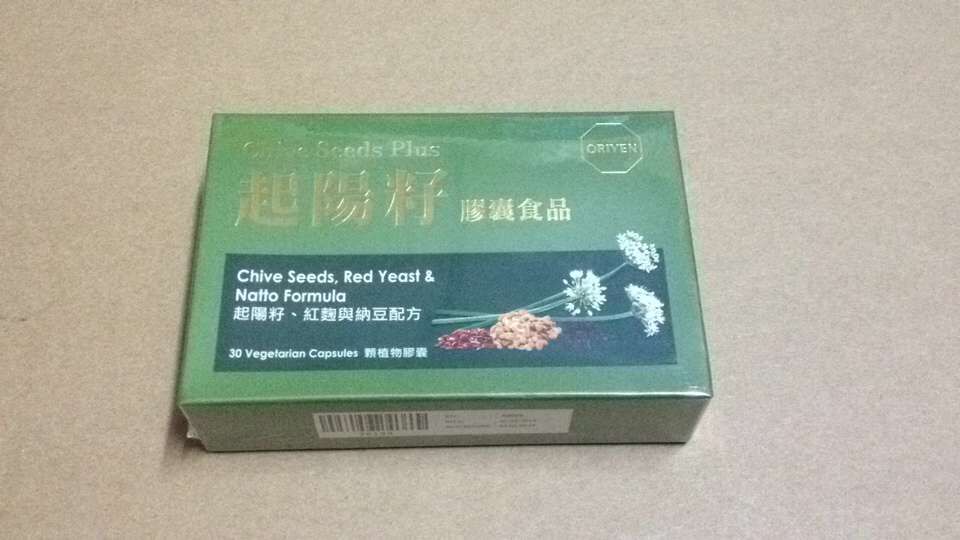 Chive Seeds Plus
ORIYEN
起陽籽 膠囊食品
Chive Seeds, Red Yeast &
Natto Formula
起陽籽、紅麴與納豆配方
30 Vegetarian Capsules 顆植物膠囊